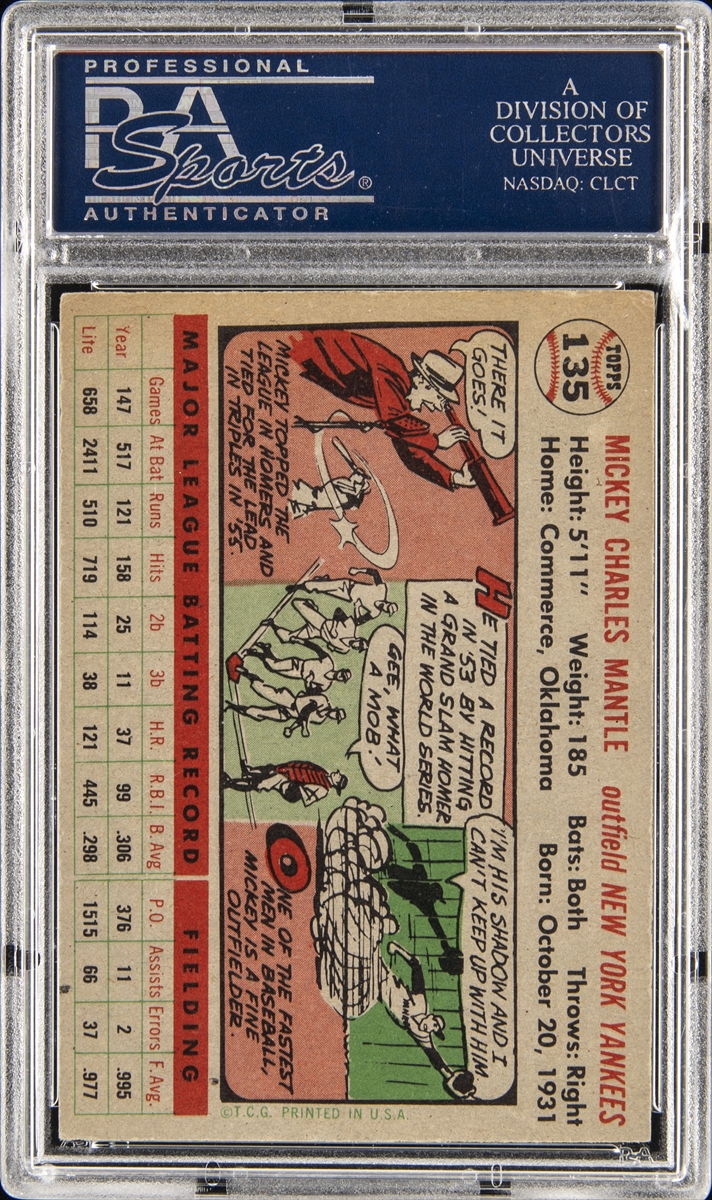 PROFESSIONAL
PSA
Sports®
AUTHENTICATOR
A
DIVISION OF
COLLECTORS
UNIVERSE
NASDAQ: CLCT
TOPPS
135
MICKEY CHARLES MANTLE outfield NEW YORK YANKEES
Height: 5'11" Weight: 185 Bats: Both Throws: Right
Home: Commerce, Oklahoma Born: October 20, 1931
THERE IT
GOES!
MICKEY TOPPED THE
LEAGUE IN HOMERS AND
TIED FOR THE LEAD
IN TRIPLES IN '55.
HE TIED A RECORD
IN '53 BY HITTING
A GRAND SLAM HOMER
IN THE WORLD SERIES.
GEE, WHAT
A MOB.
I'M HIS SHADOW AND I
CAN'T KEEP UP WITH HIM.
ONE OF THE FASTEST
MEN IN BASEBALL,
MICKEY IS A FINE
OUTFIELDER.
©T.C.G. PRINTED IN U.S.A.
MAJOR LEAGUE BATTING RECORD FIELDING
Games At Bat Runs Hits 2b 3b H.R. R.B.I. B. Avg P.O. Assists Errors F. Avg.
Year 147 517 121 158 25 11 37 99 .306 376 11 2 .995
Life 658 2411 510 719 114 38 121 445 .298 1515 66 37 .977